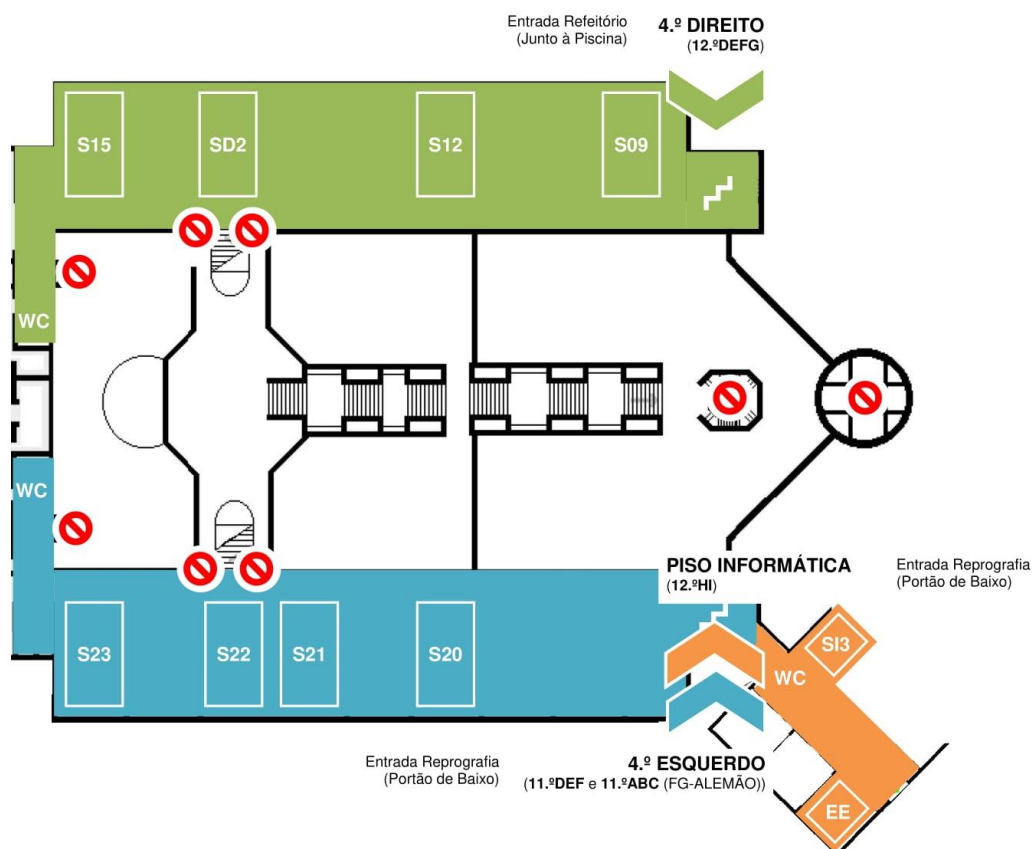 Entrada Refeitório
(Junto à Piscina)
4.º DIREITO
(12.ºDEFG)
S15
SD2
S12
S09
WC
WC
PISO INFORMÁTICA
(12.ºHI)
Entrada Reprografia
(Portão de Baixo)
S23
S22
S21
S20
SI3
WC
Entrada Reprografia
(Portão de Baixo)
4.º ESQUERDO
(11.ºDEF e 11.ºABC (FG-ALEMÃO))
EE